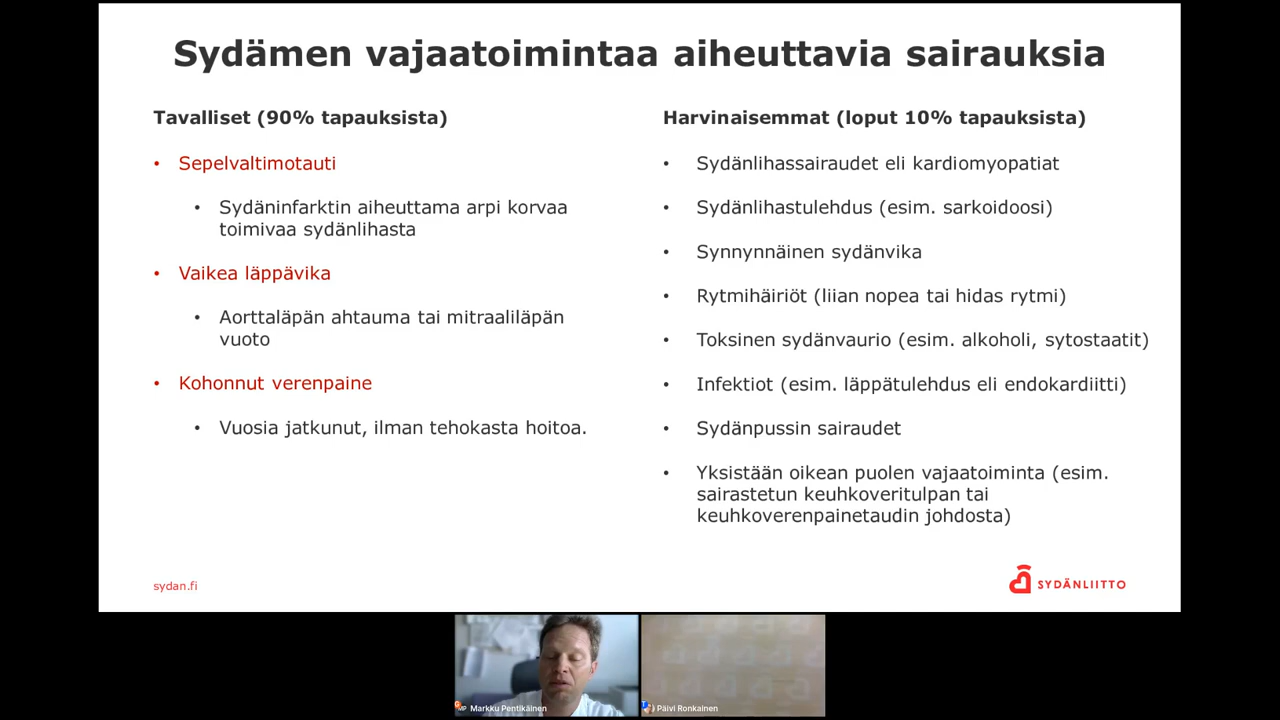 Sydämen vajaatoimintaa aiheuttavia sairauksia
Tavalliset (90% tapauksista)
• Sepelvaltimotauti
• Sydäninfarktin aiheuttama arpi korvaa
toimivaa sydänlihasta
• Vaikea läppävika
• Aorttaläpän ahtauma tai mitraaliläpän
vuoto
• Kohonnut verenpaine
• Vuosia jatkunut, ilman tehokasta hoitoa.
Harvinaisemmat (loput 10% tapauksista)
• Sydänlihassairaudet eli kardiomyopatiat
• Sydänlihastulehdus (esim. sarkoidoosi)
• Synnynnäinen sydänvika
• Rytmihäiriöt (liian nopea tai hidas rytmi)
• Toksinen sydänvaurio (esim. alkoholi, sytostaatit)
• Infektiot (esim. läppätulehdus eli endokardiitti)
• Sydänpussin sairaudet
• Yksistään oikean puolen vajaatoiminta (esim.
sairastetun keuhkoveritulpan tai
keuhkoverenpainetaudin johdosta)
sydan.fi
SYDÄNLIITTO
MP Markku Pentikäinen
Päivi Ronkainen